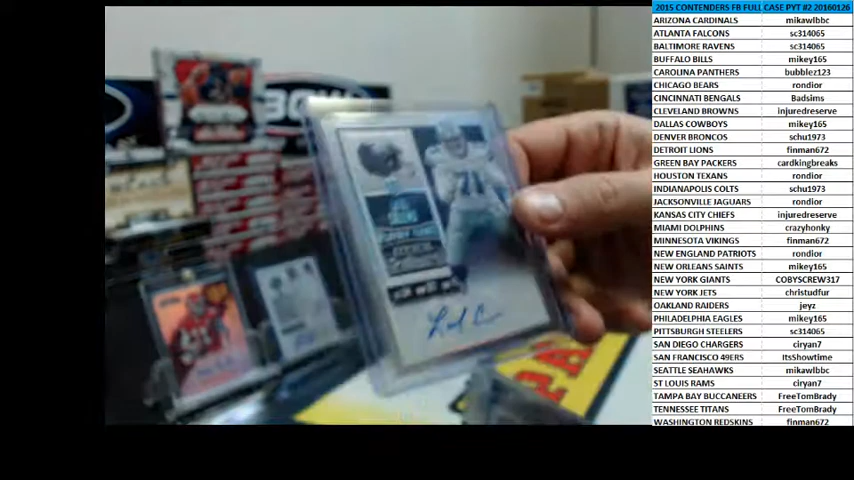 2015 CONTENDERS FB FULL CASE PYT #2 20160126
ARIZONA CARDINALS mikawlbbc
ATLANTA FALCONS sc314065
BALTIMORE RAVENS sc314065
BUFFALO BILLS mikey165
CAROLINA PANTHERS bubblez123
CHICAGO BEARS rondior
CINCINNATI BENGALS Badsims
CLEVELAND BROWNS injuredreserve
DALLAS COWBOYS mikey165
DENVER BRONCOS schu1973
DETROIT LIONS finman672
GREEN BAY PACKERS cardkingbreaks
HOUSTON TEXANS rondior
INDIANAPOLIS COLTS schu1973
JACKSONVILLE JAGUARS rondior
KANSAS CITY CHIEFS injuredreserve
MIAMI DOLPHINS crazyhonky
MINNESOTA VIKINGS finman672
NEW ENGLAND PATRIOTS rondior
NEW ORLEANS SAINTS mikey165
NEW YORK GIANTS COBYSCREW317
NEW YORK JETS christudfur
OAKLAND RAIDERS jeyz
PHILADELPHIA EAGLES mikey165
PITTSBURGH STEELERS sc314065
SAN DIEGO CHARGERS ciryan7
SAN FRANCISCO 49ERS ItsShowtime
SEATTLE SEAHAWKS mikawlbbc
ST LOUIS RAMS ciryan7
TAMPA BAY BUCCANEERS FreeTomBrady
TENNESSEE TITANS FreeTomBrady
WASHINGTON REDSKINS finman672